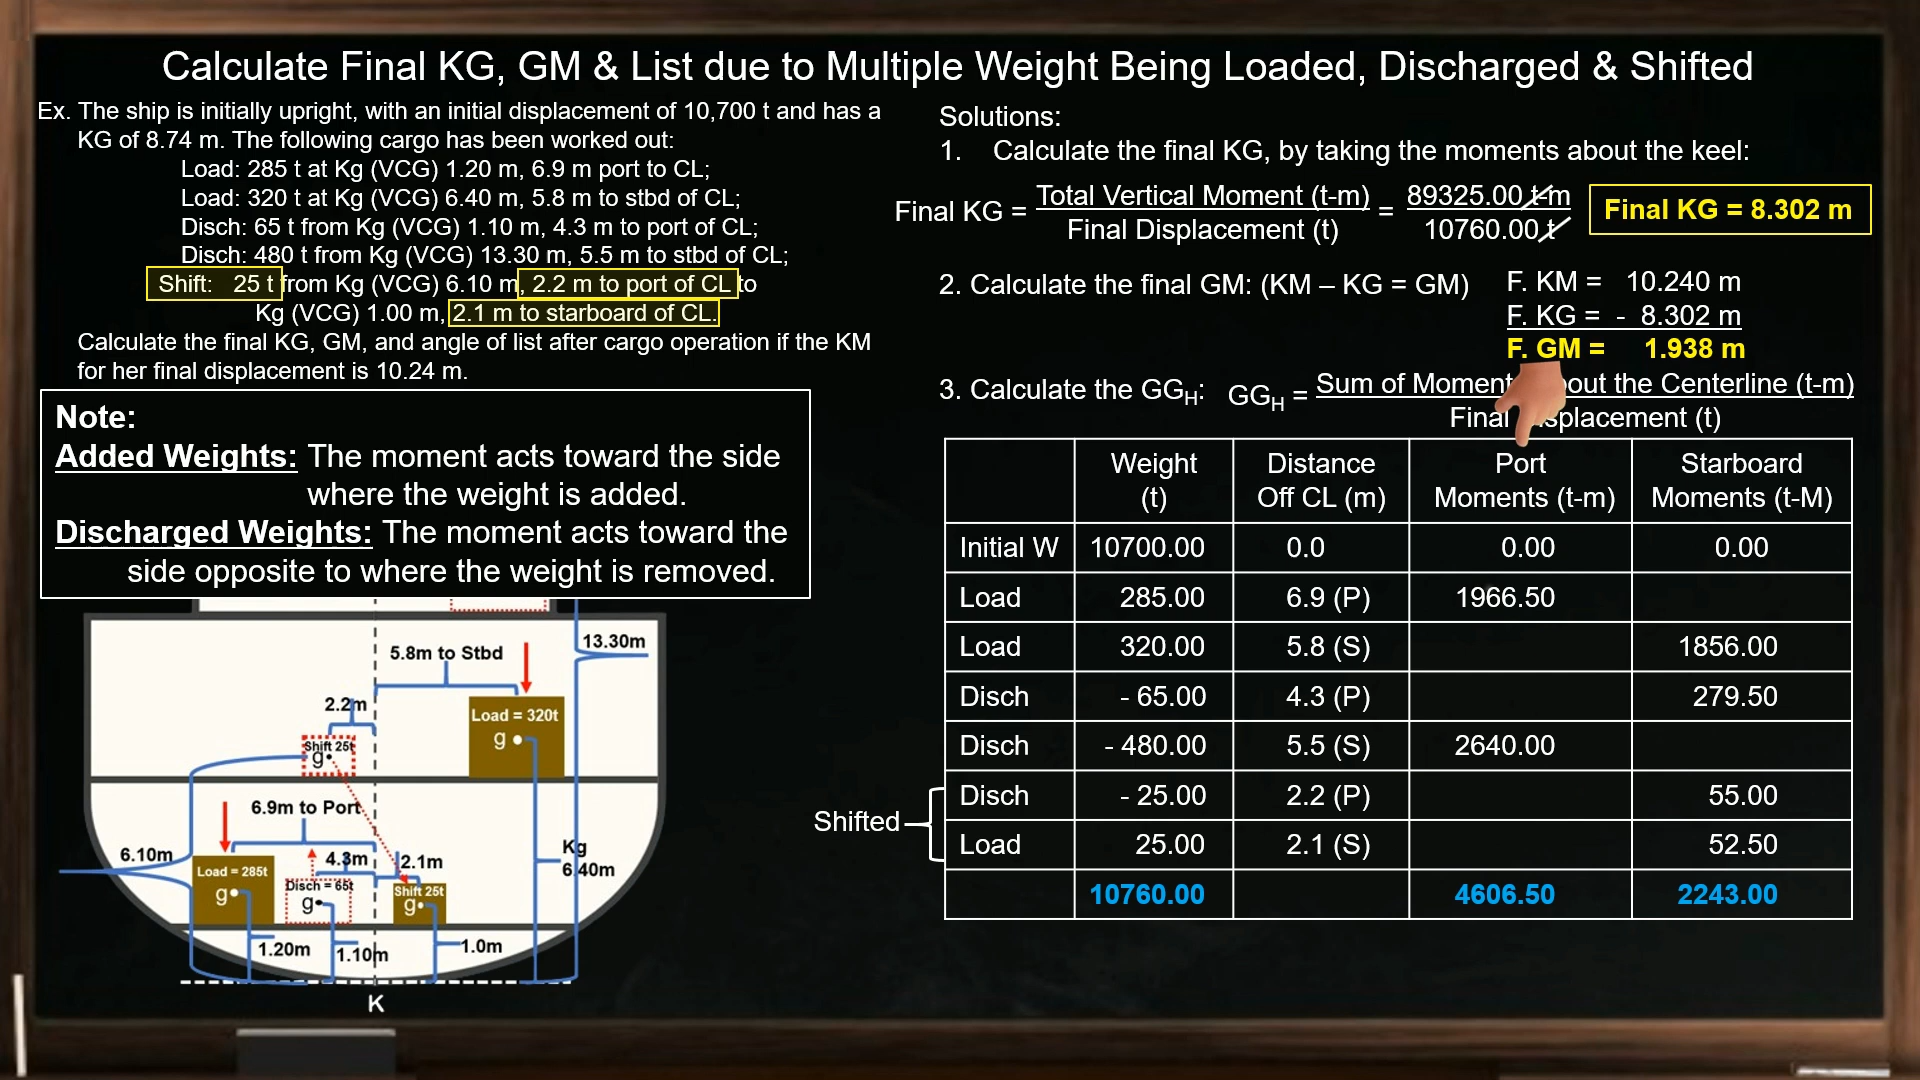 Calculate Final KG, GM & List due to Multiple Weight Being Loaded, Discharged & Shifted
Ex. The ship is initially upright, with an initial displacement of 10,700 t and has a
KG of 8.74 m. The following cargo has been worked out:
Load: 285 t at Kg (VCG) 1.20 m, 6.9 m port to CL;
Load: 320 t at Kg (VCG) 6.40 m, 5.8 m to stbd of CL;
Disch: 65 t from Kg (VCG) 1.10 m, 4.3 m to port of CL;
Disch: 480 t from Kg (VCG) 13.30 m, 5.5 m to stbd of CL;
Shift: 25 t from Kg (VCG) 6.10 m, 2.2 m to port of CL to
Kg (VCG) 1.00 m, 2.1 m to starboard of CL.
Calculate the final KG, GM, and angle of list after cargo operation if the KM
for her final displacement is 10.24 m.
Note:
Added Weights: The moment acts toward the side
where the weight is added.
Discharged Weights: The moment acts toward the
side opposite to where the weight is removed.
13.30m
5.8m to Stbd
2.2m
Load = 320t
g
Shift 25t
g
6.9m to Port
6.10m
4.3m
2.1m
Kg
6.40m
Load = 285t
g
Disch = 65t
g
Shift 25t
g
1.20m
1.10m
1.0m
K
Solutions:
1. Calculate the final KG, by taking the moments about the keel:
Final KG = Total Vertical Moment (t-m) = 89325.00 t-m
Final Displacement (t) 10760.00 t
Final KG = 8.302 m
2. Calculate the final GM: (KM – KG = GM)
F. KM = 10.240 m
F. KG = - 8.302 m
F. GM = 1.938 m
3. Calculate the GGH: GGH = Sum of Moment the Centerline (t-m)
Final (t)
Weight (t) Distance Off CL (m) Port Moments (t-m) Starboard Moments (t-M)
Initial W 10700.00 0.0 0.00 0.00
Load 285.00 6.9 (P) 1966.50
Load 320.00 5.8 (S) 1856.00
Disch - 65.00 4.3 (P) 279.50
Disch - 480.00 5.5 (S) 2640.00
Shifted
Disch - 25.00 2.2 (P) 55.00
Load 25.00 2.1 (S) 52.50
10760.00 4606.50 2243.00